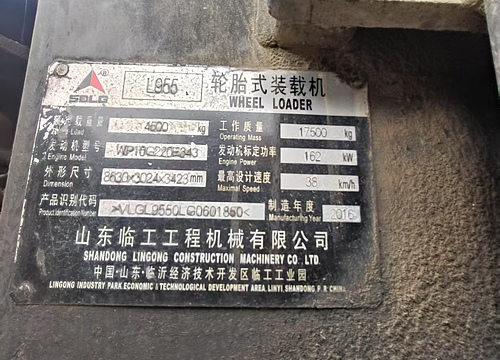 SDLG L955 轮胎式装载机
WHEEL LOADER
4500 kg 工作质量 17500 kg
Load Operating Mass
发动机型号 发动机标定功率 162 kW
Engine Model Engine Power
外形尺寸 8630×3024×3423 mm 最高设计速度 38 km/h
Dimension Maximal Speed
产品识别代码 制造年度 2016
Product Identification Number Manufacturing Year
山东临工工程机械有限公司
SHANDONG LINGONG CONSTRUCTION MACHINERY CO. LTD.
中国·山东·临沂经济技术开发区临工工业园
LINGONG INDUSTRY PARK, ECONOMIC & TECHNOLOGICAL DEVELOPMENT AREA, LINYI, SHANDONG, P. R. CHINA